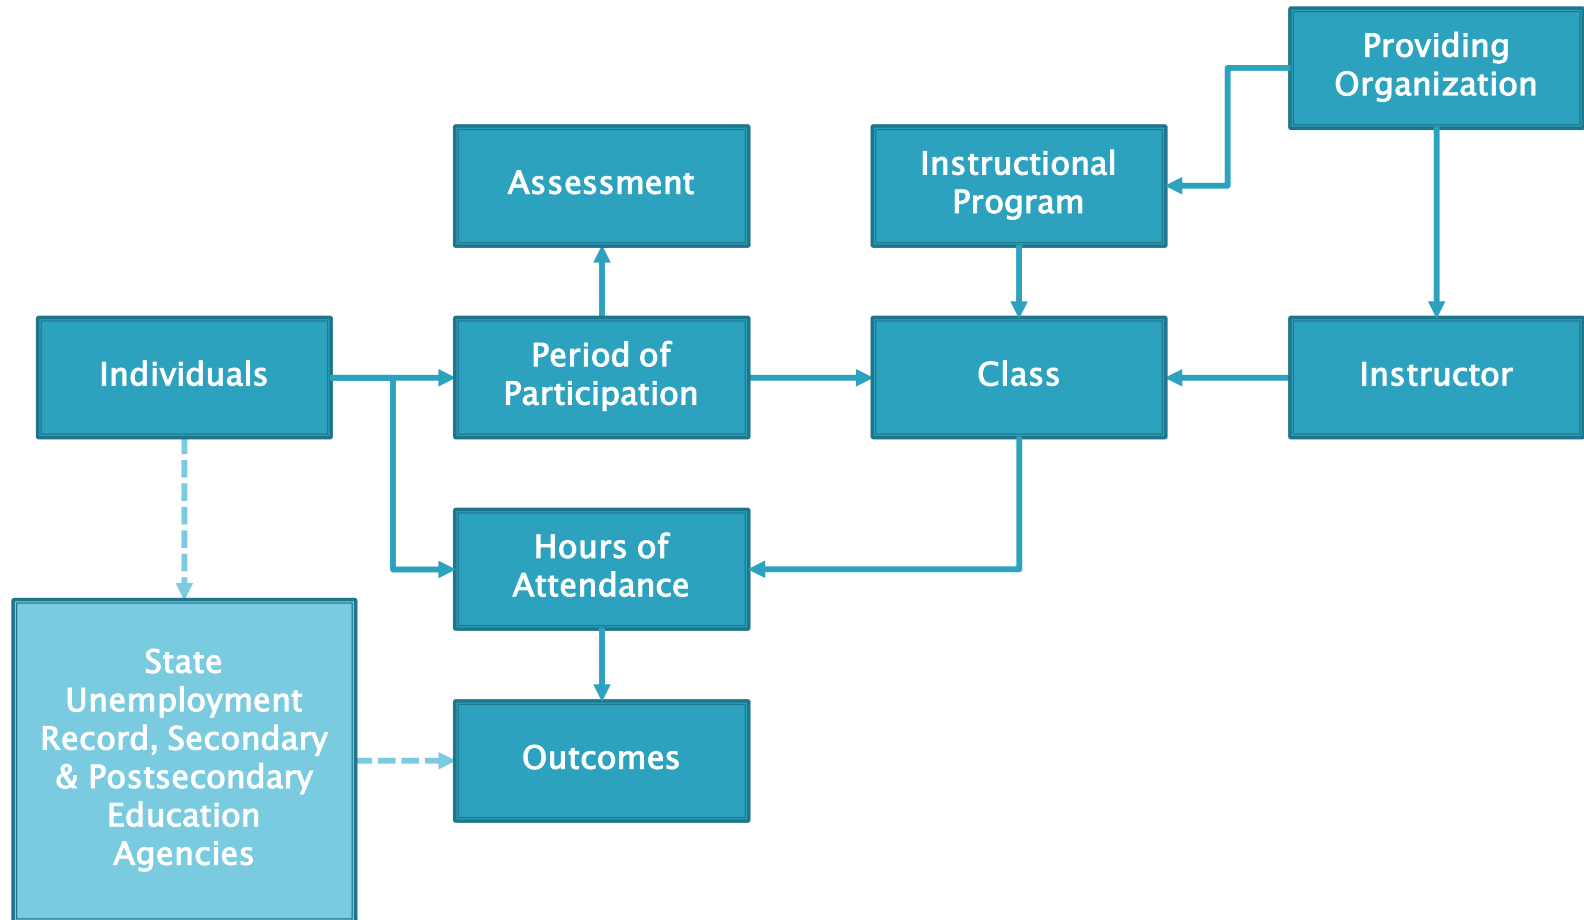 Providing
Organization
Assessment
Instructional
Program
Individuals
Period of
Participation
Class
Instructor
Hours of
Attendance
State
Unemployment
Record, Secondary
& Postsecondary
Education
Agencies
Outcomes